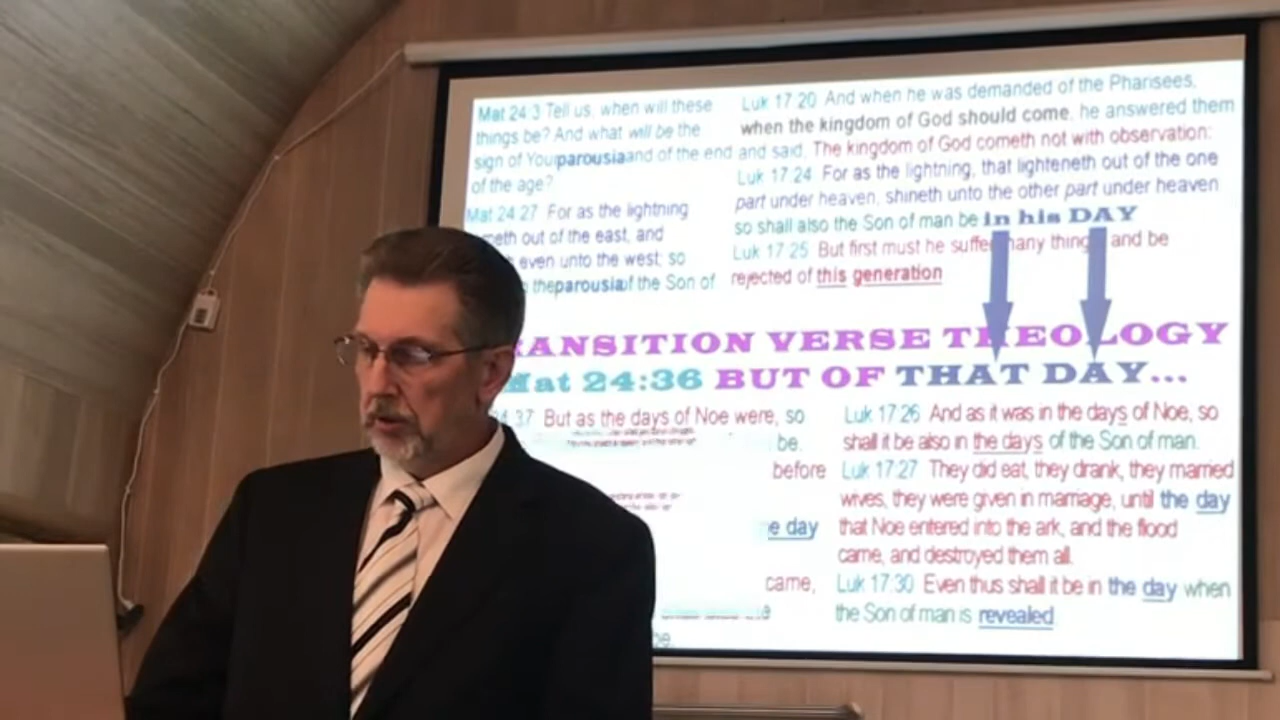 Mat 24:3 Tell us, when will these
things be? And what will be the
sign of Your parousia and of the end
of the age?
Mat 24:27 For as the lightning
meth out of the east, and
even unto the west; so
the parousia of the Son of
Luk 17:20 And when he was demanded of the Pharisees,
when the kingdom of God should come, he answered them
and said, The kingdom of God cometh not with observation:
Luk 17:24 For as the lightning, that lighteneth out of the one
part under heaven, shineth unto the other part under heaven
so shall also the Son of man be in his DAY
Luk 17:25 But first must he suffer many things and be
rejected of this generation
RANSITION VERSE THEOLOGY
Mat 24:36 BUT OF THAT DAY...
4:37 But as the days of Noe were, so
be.
before
e day
came,
the
be.
Luk 17:26 And as it was in the days of Noe, so
shall it be also in the days of the Son of man.
Luk 17:27 They did eat, they drank, they married
wives, they were given in marriage, until the day
that Noe entered into the ark, and the flood
came, and destroyed them all.
Luk 17:30 Even thus shall it be in the day when
the Son of man is revealed